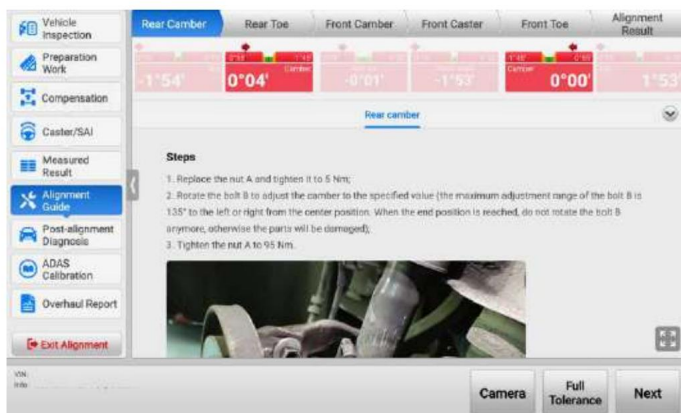 Vehicle
Inspection
Preparation
Work
Compensation
Caster/SAI
Measured
Result
Alignment
Guide
Post-alignment
Diagnosis
ADAS
Calibration
Overhaul Report
Exit Alignment
Rear Camber
Rear Toe
Front Camber
Front Caster
Front Toe
Alignment
Result
-1°54'
Camber
0°04'
-0°01'
-1°53'
Camber
0°00'
1°53
Rear camber
Steps
1. Replace the nut A and tighten it to 5 Nm;
2. Rotate the bolt B to adjust the camber to the specified value (the maximum adjustment range of the bolt B is
135° to the left or right from the center position. When the end position is reached, do not rotate the bolt B
anymore, otherwise the parts will be damaged);
3. Tighten the nut A to 95 Nm.
VIN:
Info:
Camera
Full
Tolerance
Next